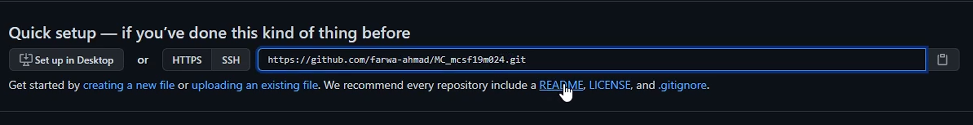 Quick setup — if you've done this kind of thing before
Set up in Desktop or HTTPS SSH https://github.com/farwa-ahmad/MC_mcsf19m024.git
Get started by creating a new file or uploading an existing file. We recommend every repository include a README, LICENSE, and .gitignore.